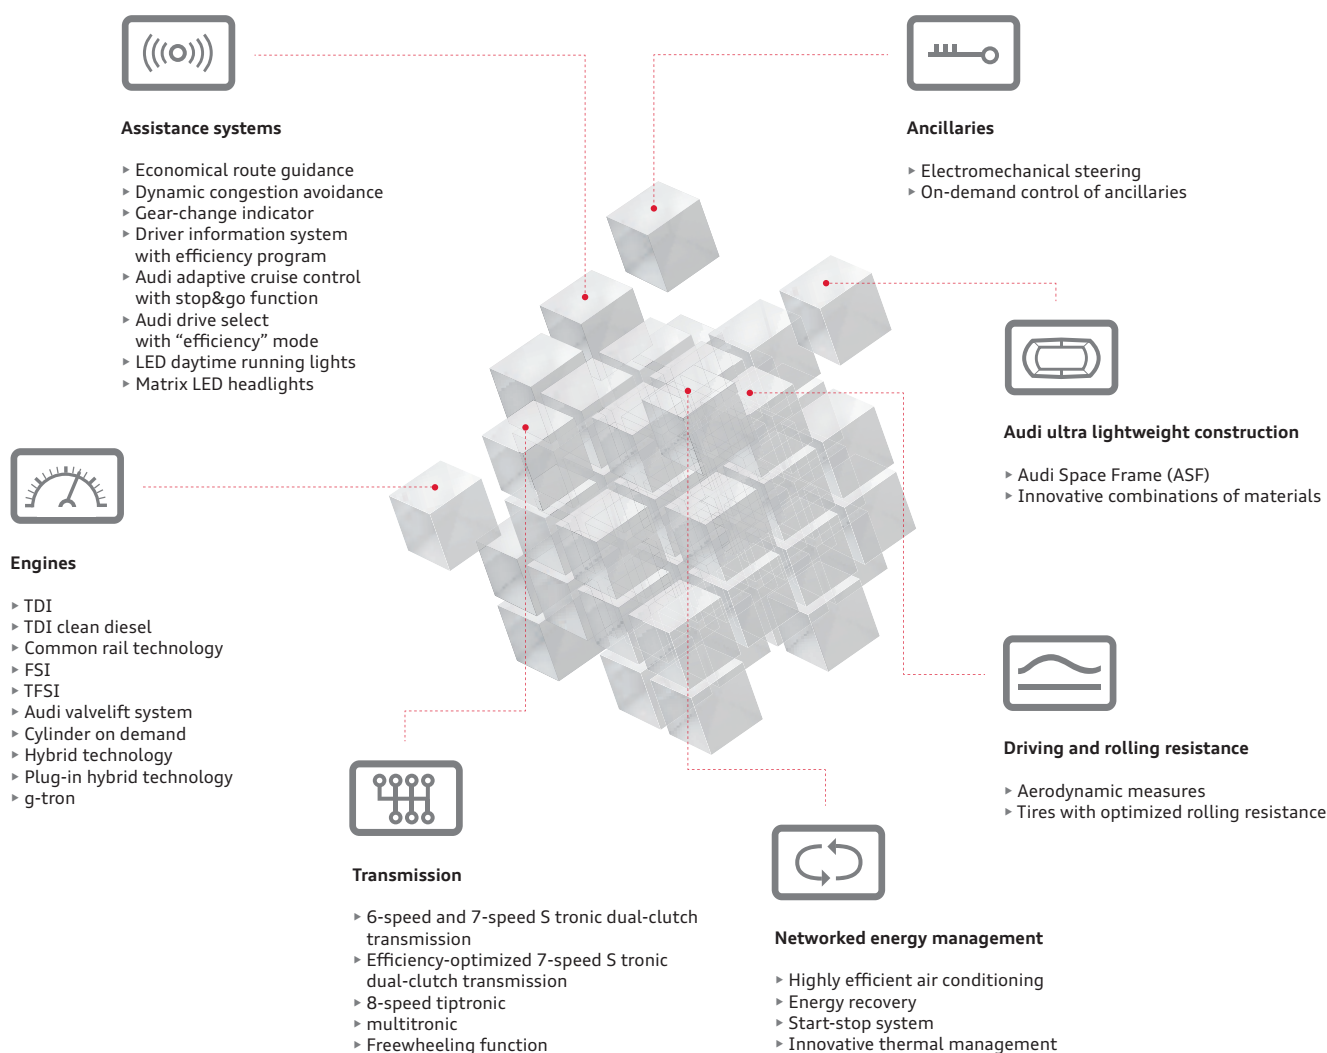 Assistance systems
▸ Economical route guidance
▸ Dynamic congestion avoidance
▸ Gear-change indicator
▸ Driver information system
with efficiency program
▸ Audi adaptive cruise control
with stop&go function
▸ Audi drive select
with “efficiency” mode
▸ LED daytime running lights
▸ Matrix LED headlights
Ancillaries
▸ Electromechanical steering
▸ On-demand control of ancillaries
Audi ultra lightweight construction
▸ Audi Space Frame (ASF)
▸ Innovative combinations of materials
Engines
▸ TDI
▸ TDI clean diesel
▸ Common rail technology
▸ FSI
▸ TFSI
▸ Audi valvelift system
▸ Cylinder on demand
▸ Hybrid technology
▸ Plug-in hybrid technology
▸ g-tron
Driving and rolling resistance
▸ Aerodynamic measures
▸ Tires with optimized rolling resistance
Transmission
▸ 6-speed and 7-speed S tronic dual-clutch
transmission
▸ Efficiency-optimized 7-speed S tronic
dual-clutch transmission
▸ 8-speed tiptronic
▸ multitronic
▸ Freewheeling function
Networked energy management
▸ Highly efficient air conditioning
▸ Energy recovery
▸ Start-stop system
▸ Innovative thermal management